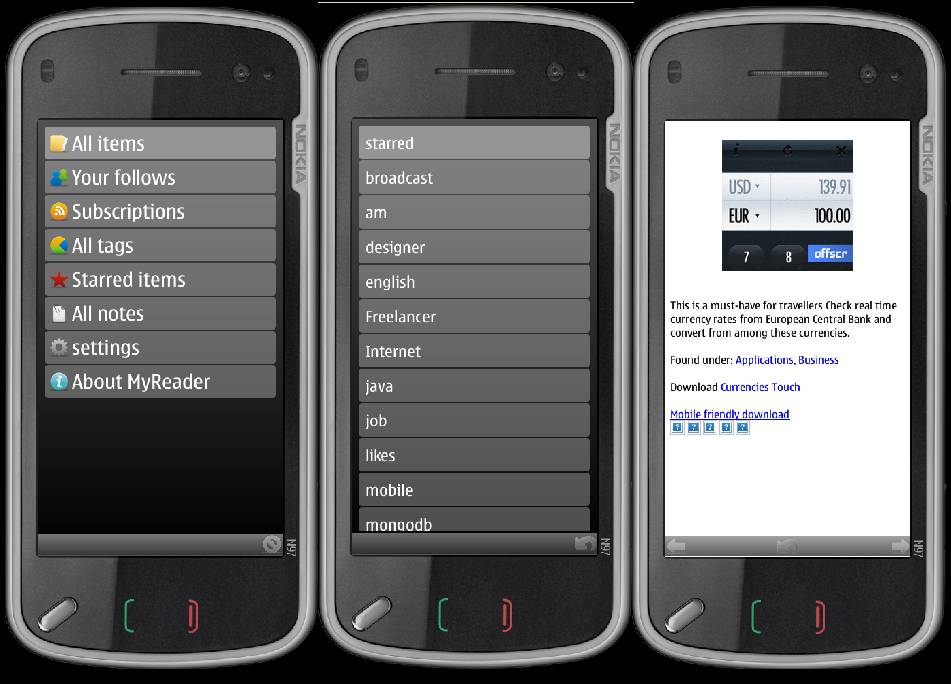 NOKIA
All items
Your follows
Subscriptions
All tags
Starred items
All notes
settings
About MyReader
N97
NOKIA
starred
broadcast
am
designer
english
Freelancer
Internet
java
job
likes
mobile
mongodb
N97
NOKIA
USD 139.91
EUR 100.00
7 8 offscr
This is a must-have for travellers Check real time
currency rates from European Central Bank and
convert from among these currencies.
Found under: Applications, Business
Download Currencies Touch
Mobile friendly download
N97